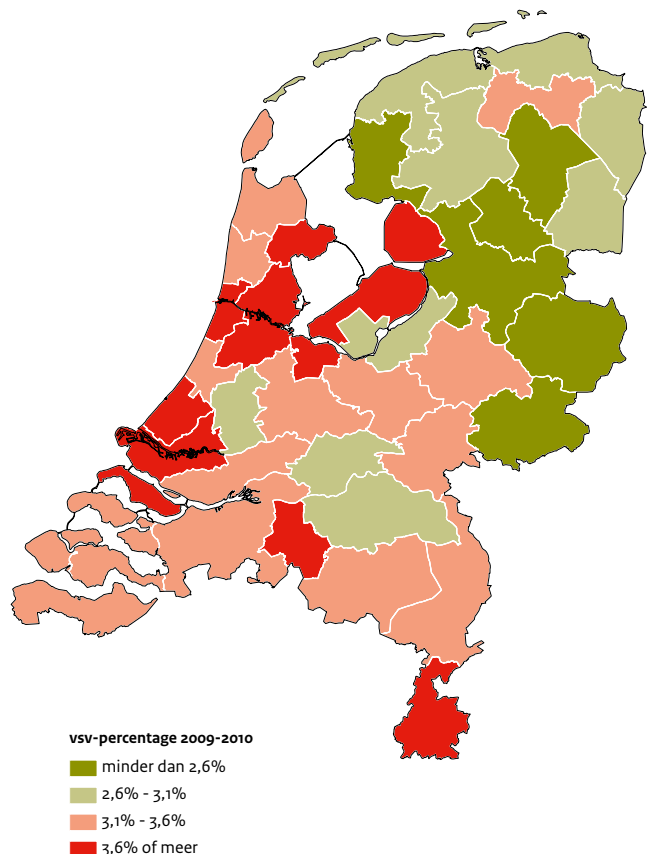 vsv-percentage 2009-2010
minder dan 2,6%
2,6% - 3,1%
3,1% - 3,6%
3,6% of meer